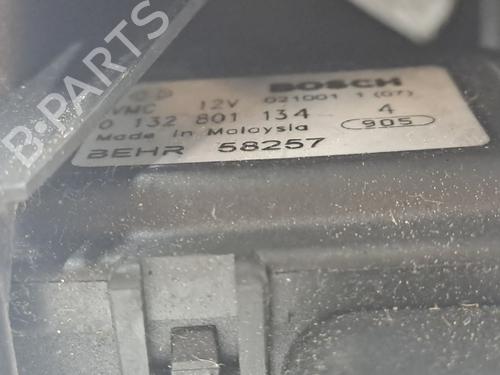 B-PARTS
BOSCH
VMC 12V 021001 1 (07)
0 132 801 134 4
Made in Malaysia 905
BEHR 58257